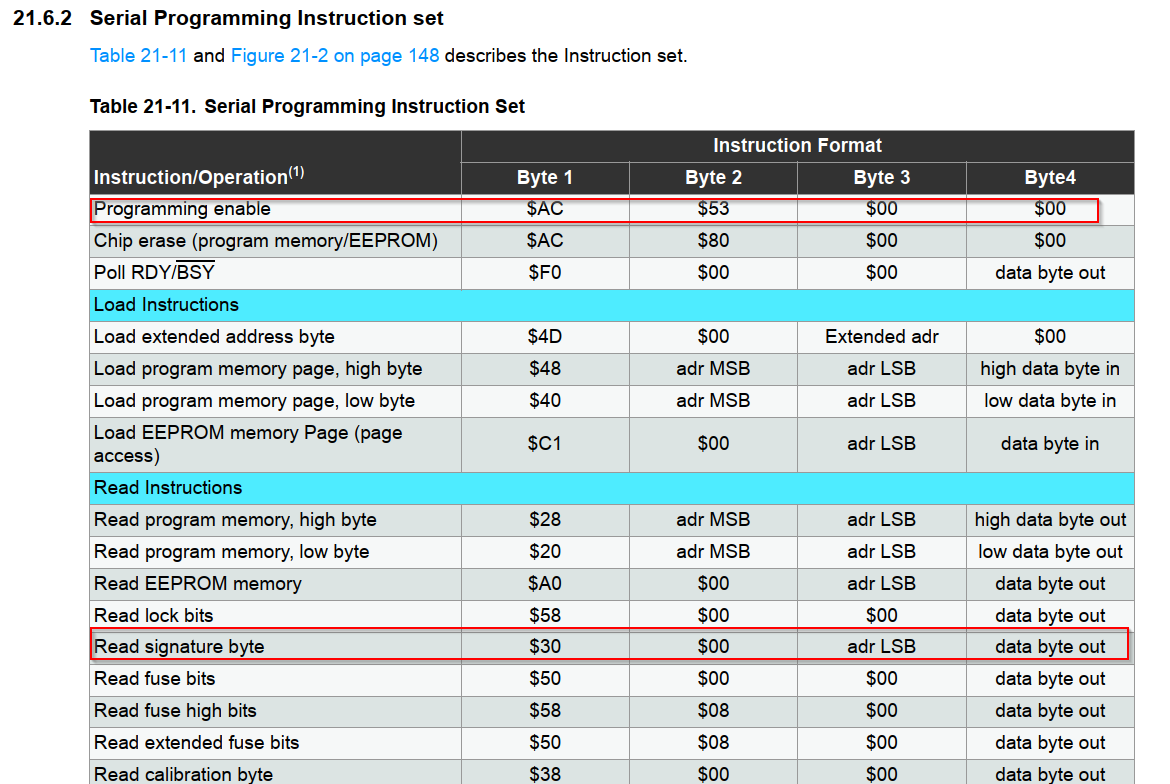 21.6.2 Serial Programming Instruction set
Table 21-11 and Figure 21-2 on page 148 describes the Instruction set.
Table 21-11. Serial Programming Instruction Set
Instruction Format
Instruction/Operation(1) Byte 1 Byte 2 Byte 3 Byte4
Programming enable $AC $53 $00 $00
Chip erase (program memory/EEPROM) $AC $80 $00 $00
Poll RDY/BSY $F0 $00 $00 data byte out
Load Instructions
Load extended address byte $4D $00 Extended adr $00
Load program memory page, high byte $48 adr MSB adr LSB high data byte in
Load program memory page, low byte $40 adr MSB adr LSB low data byte in
Load EEPROM memory Page (page
access) $C1 $00 adr LSB data byte in
Read Instructions
Read program memory, high byte $28 adr MSB adr LSB high data byte out
Read program memory, low byte $20 adr MSB adr LSB low data byte out
Read EEPROM memory $A0 $00 adr LSB data byte out
Read lock bits $58 $00 $00 data byte out
Read signature byte $30 $00 adr LSB data byte out
Read fuse bits $50 $00 $00 data byte out
Read fuse high bits $58 $08 $00 data byte out
Read extended fuse bits $50 $08 $00 data byte out
Read calibration byte $38 $00 $00 data byte out